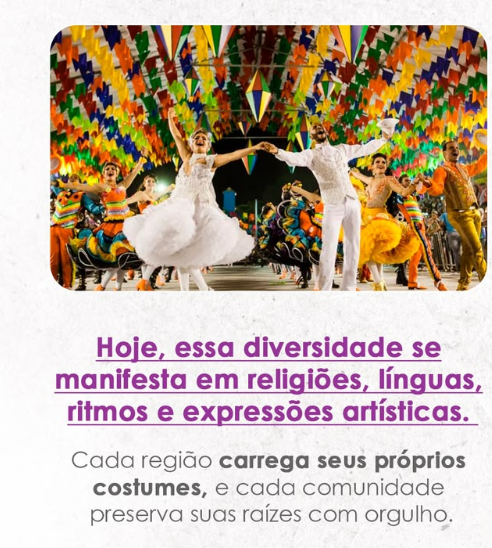 Hoje, essa diversidade se
manifesta em religiões, línguas,
ritmos e expressões artísticas.
Cada região carrega seus próprios
costumes, e cada comunidade
preserva suas raízes com orgulho.